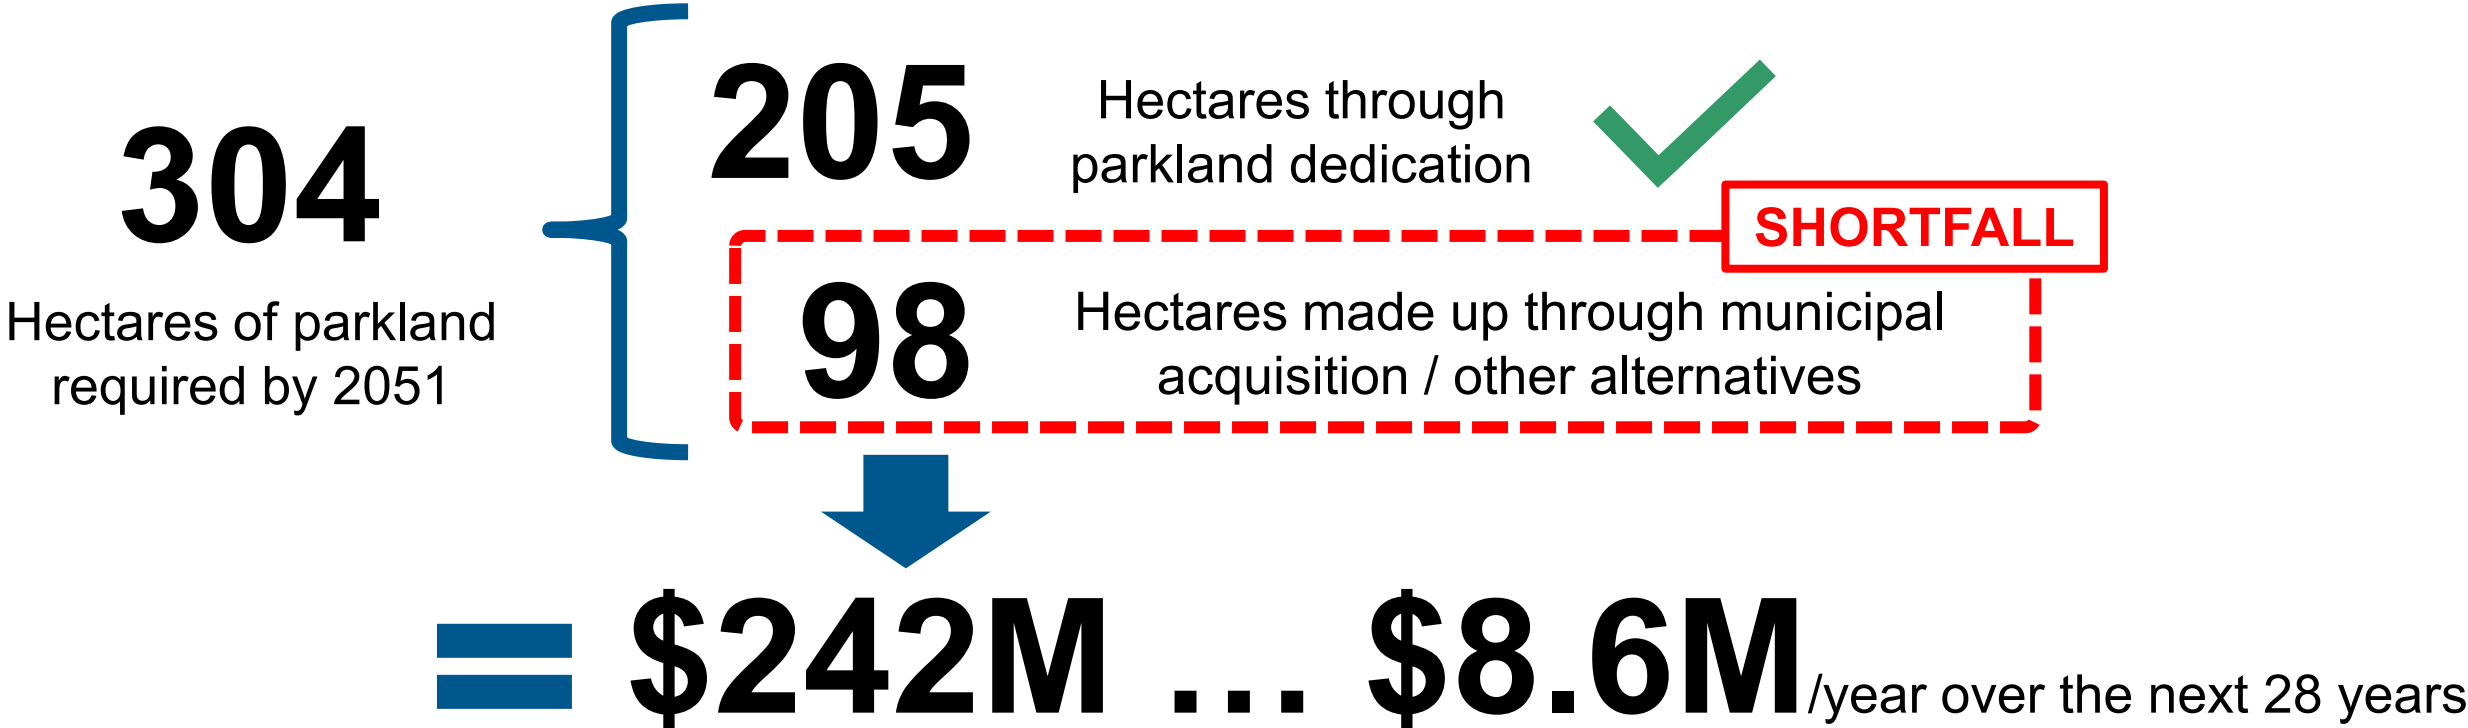 304
Hectares of parkland
required by 2051
205
Hectares through
parkland dedication
SHORTFALL
98
Hectares made up through municipal
acquisition / other alternatives
= $242M ... $8.6M/year over the next 28 years